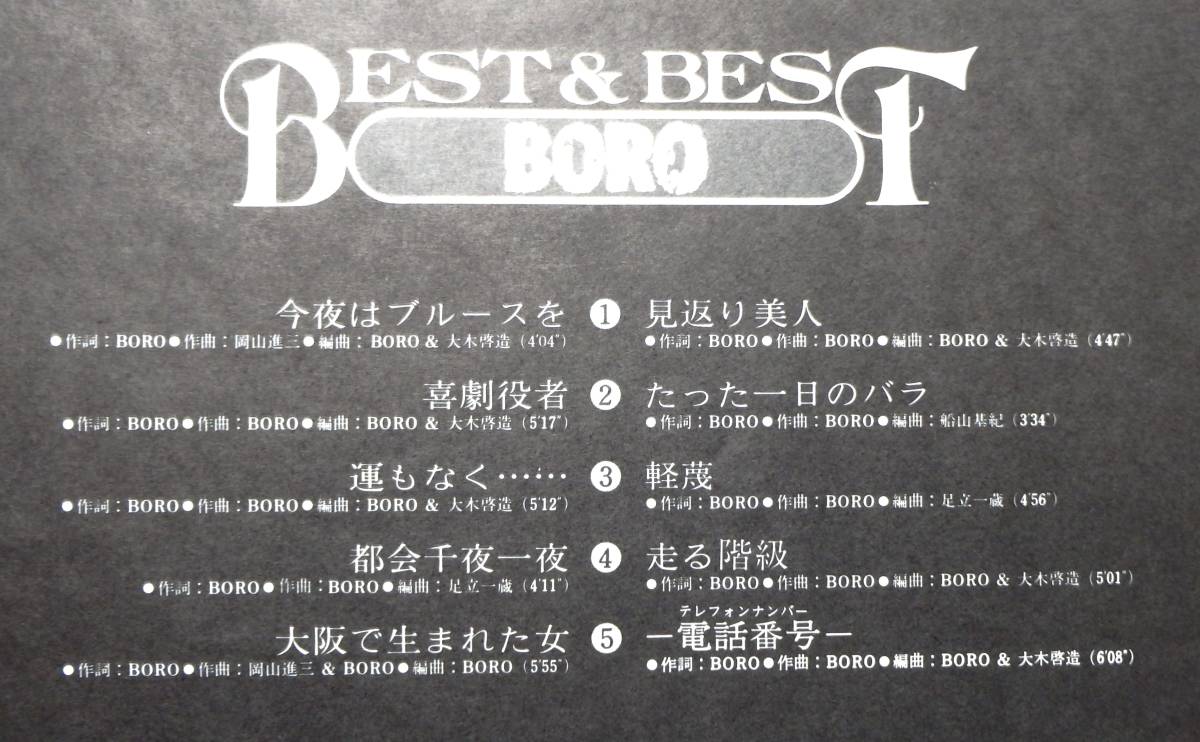 BEST & BEST
BORO
今夜はブルースを
●作詞：BORO●作曲：岡山進三●編曲：BORO & 大木啓造（4'04"）
喜劇役者
●作詞：BORO●作曲：BORO●編曲：BORO & 大木啓造（5'17"）
運もなく……
●作詞：BORO●作曲：BORO●編曲：BORO & 大木啓造（5'12"）
都会千夜一夜
●作詞：BORO●作曲：BORO●編曲：足立一蔵（4'11"）
大阪で生まれた女
●作詞：BORO●作曲：岡山進三 & BORO●編曲：BORO（5'55"）
❶
❷
❸
❹
❺
見返り美人
●作詞：BORO●作曲：BORO●編曲：BORO & 大木啓造（4'47"）
たった一日のバラ
●作詞：BORO●作曲：BORO●編曲：船山基紀（3'34"）
軽蔑
●作詞：BORO●作曲：BORO●編曲：足立一蔵（4'56"）
走る階級
●作詞：BORO●作曲：BORO●編曲：BORO & 大木啓造（5'01"）
テレフォンナンバー
―電話番号―
●作詞：BORO●作曲：BORO●編曲：BORO & 大木啓造（6'08"）